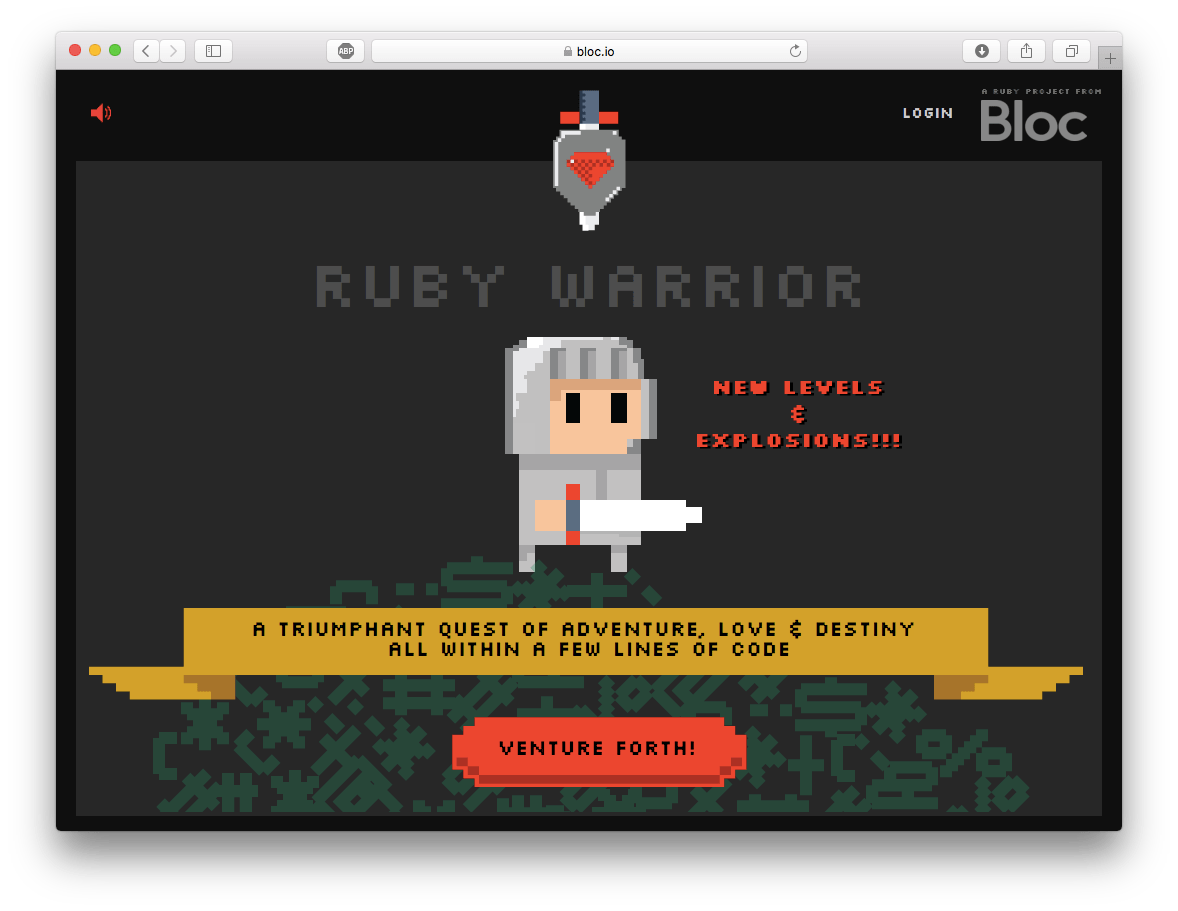 ABP
bloc.io
A RUBY PROJECT FROM
LOGIN
Bloc
RUBY WARRIOR
NEW LEVELS
&
EXPLOSIONS!!!
A TRIUMPHANT QUEST OF ADVENTURE, LOVE & DESTINY
ALL WITHIN A FEW LINES OF CODE
VENTURE FORTH!